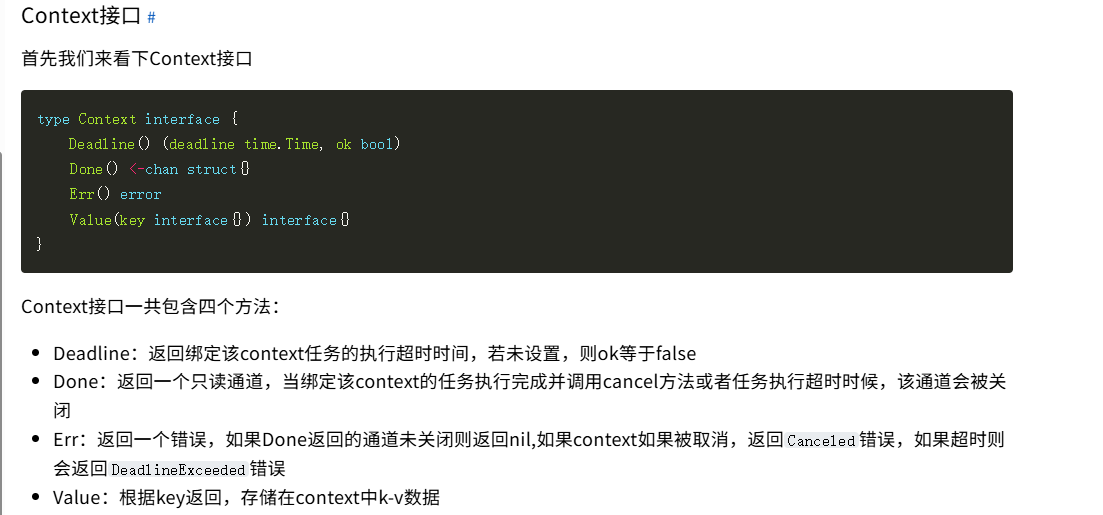 Context接口 #
首先我们来看下Context接口
type Context interface {
    Deadline() (deadline time.Time, ok bool)
    Done() <-chan struct{}
    Err() error
    Value(key interface{}) interface{}
}
Context接口一共包含四个方法：
• Deadline：返回绑定该context任务的执行超时时间，若未设置，则ok等于false
• Done：返回一个只读通道，当绑定该context的任务执行完成并调用cancel方法或者任务执行超时时候，该通道会被关
闭
• Err：返回一个错误，如果Done返回的通道未关闭则返回nil,如果context如果被取消，返回Canceled错误，如果超时则
会返回DeadlineExceeded错误
• Value：根据key返回，存储在context中k-v数据